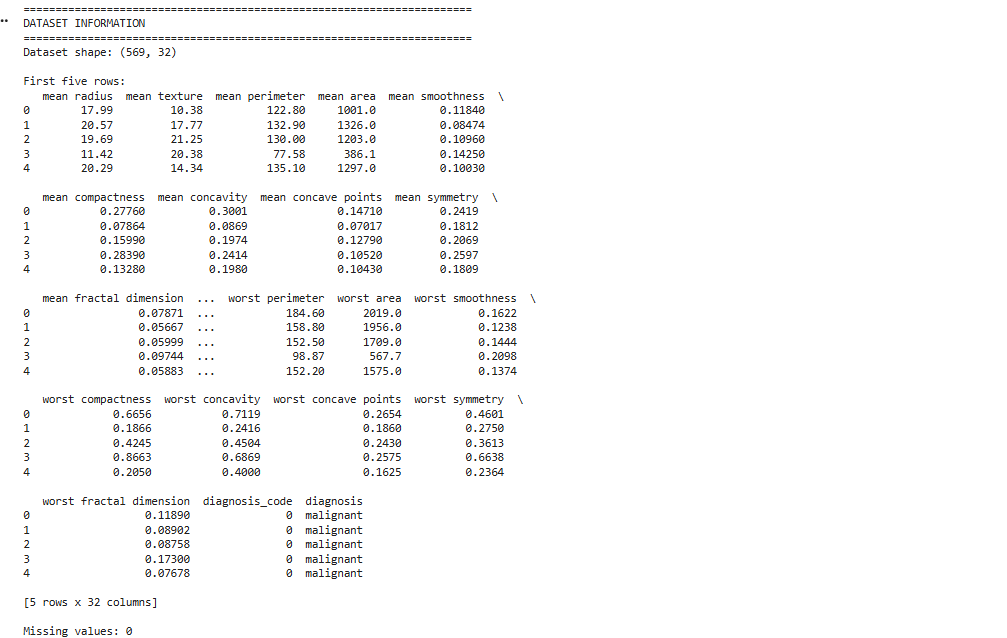 ======================================================================
DATASET INFORMATION
======================================================================
Dataset shape: (569, 32)
First five rows:
   mean radius  mean texture  mean perimeter  mean area  mean smoothness  \
0        17.99         10.38          122.80     1001.0          0.11840
1        20.57         17.77          132.90     1326.0          0.08474
2        19.69         21.25          130.00     1203.0          0.10960
3        11.42         20.38           77.58      386.1          0.14250
4        20.29         14.34          135.10     1297.0          0.10030
   mean compactness  mean concavity  mean concave points  mean symmetry  \
0           0.27760          0.3001              0.14710         0.2419
1           0.07864          0.0869              0.07017         0.1812
2           0.15990          0.1974              0.12790         0.2069
3           0.28390          0.2414              0.10520         0.2597
4           0.13280          0.1980              0.10430         0.1809
   mean fractal dimension  ...  worst perimeter  worst area  worst smoothness  \
0                 0.07871  ...           184.60      2019.0            0.1622
1                 0.05667  ...           158.80      1956.0            0.1238
2                 0.05999  ...           152.50      1709.0            0.1444
3                 0.09744  ...            98.87       567.7            0.2098
4                 0.05883  ...           152.20      1575.0            0.1374
   worst compactness  worst concavity  worst concave points  worst symmetry  \
0             0.6656           0.7119                0.2654          0.4601
1             0.1866           0.2416                0.1860          0.2750
2             0.4245           0.4504                0.2430          0.3613
3             0.8663           0.6869                0.2575          0.6638
4             0.2050           0.4000                0.1625          0.2364
   worst fractal dimension  diagnosis_code  diagnosis
0                  0.11890               0  malignant
1                  0.08902               0  malignant
2                  0.08758               0  malignant
3                  0.17300               0  malignant
4                  0.07678               0  malignant
[5 rows x 32 columns]
Missing values: 0